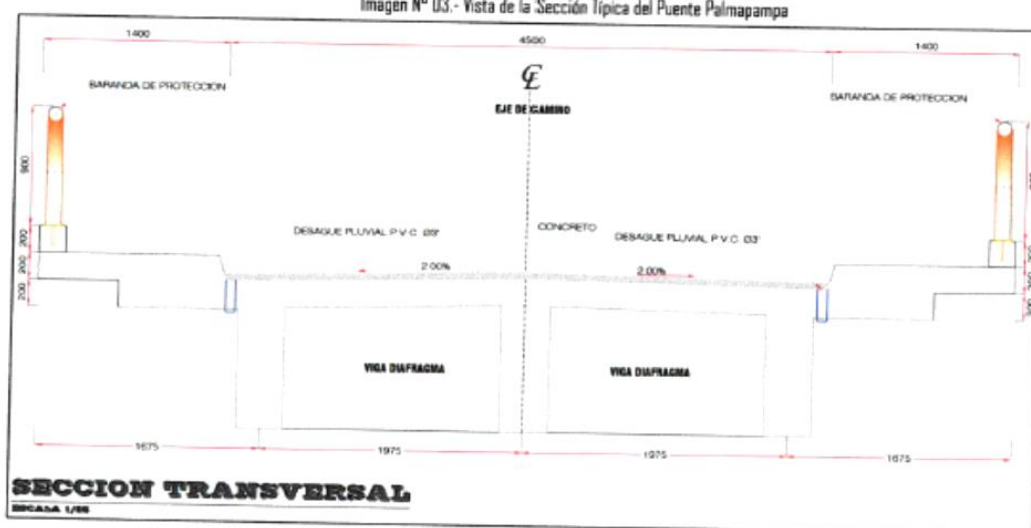 Imagen N° 03.- Vista de la Sección Típica del Puente Palmapampa
1400
4500
1400
BARANDA DE PROTECCION
BARANDA DE PROTECCION
EJE DE CAMINO
900
DESAGUE PLUVIAL P.V.C. Ø3"
CONCRETO
DESAGUE PLUVIAL P.V.C. Ø3"
200
200
200
2.00%
2.00%
VIGA DIAFRAGMA
VIGA DIAFRAGMA
1675
1975
1975
1675
SECCION TRANSVERSAL